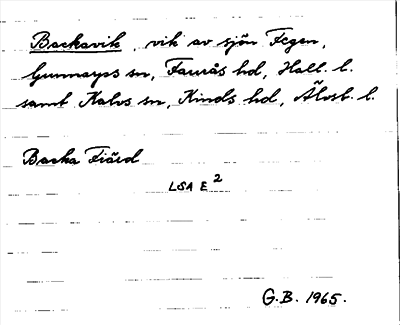 Backavik, vik av sjön Fegen,
Gunnarps sn, Faurås hd, Hall. l.
samt Kalvs sn, Kinds hd, Älvsb. l.
Backa Fiärd
LSA E²
G.B. 1965.